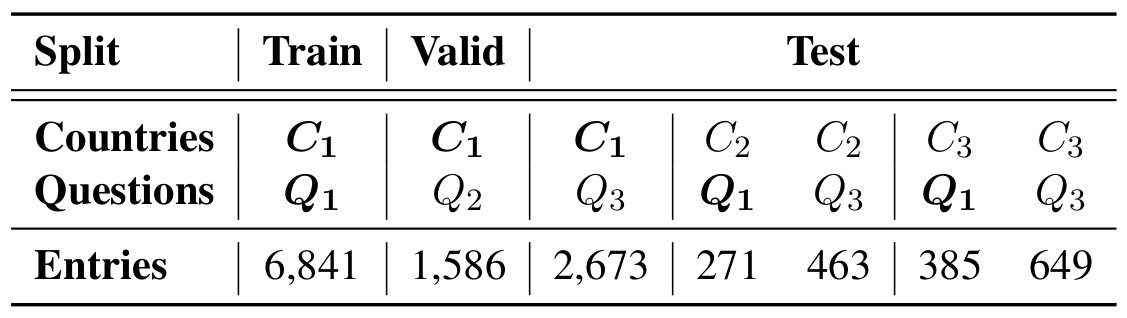 Split Train Valid Test
Countries C1 C1 C1 C2 C2 C3 C3
Questions Q1 Q2 Q3 Q1 Q3 Q1 Q3
Entries 6,841 1,586 2,673 271 463 385 649